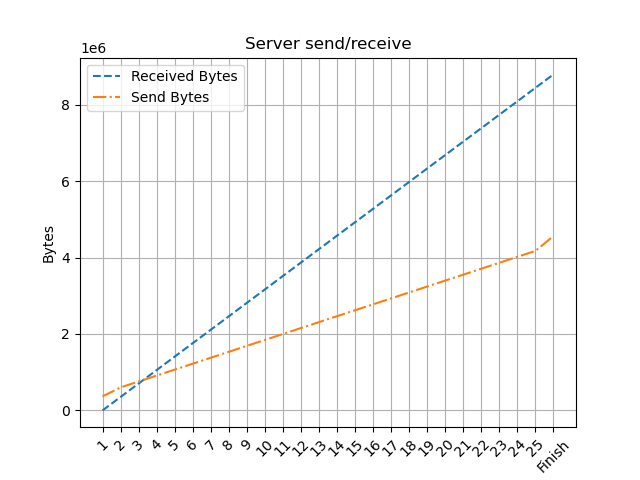 Server send/receive
1e6
Received Bytes
Send Bytes
8
6
4
2
0
Bytes
1 2 3 4 5 6 7 8 9 10 11 12 13 14 15 16 17 18 19 20 21 22 23 24 25 Finish